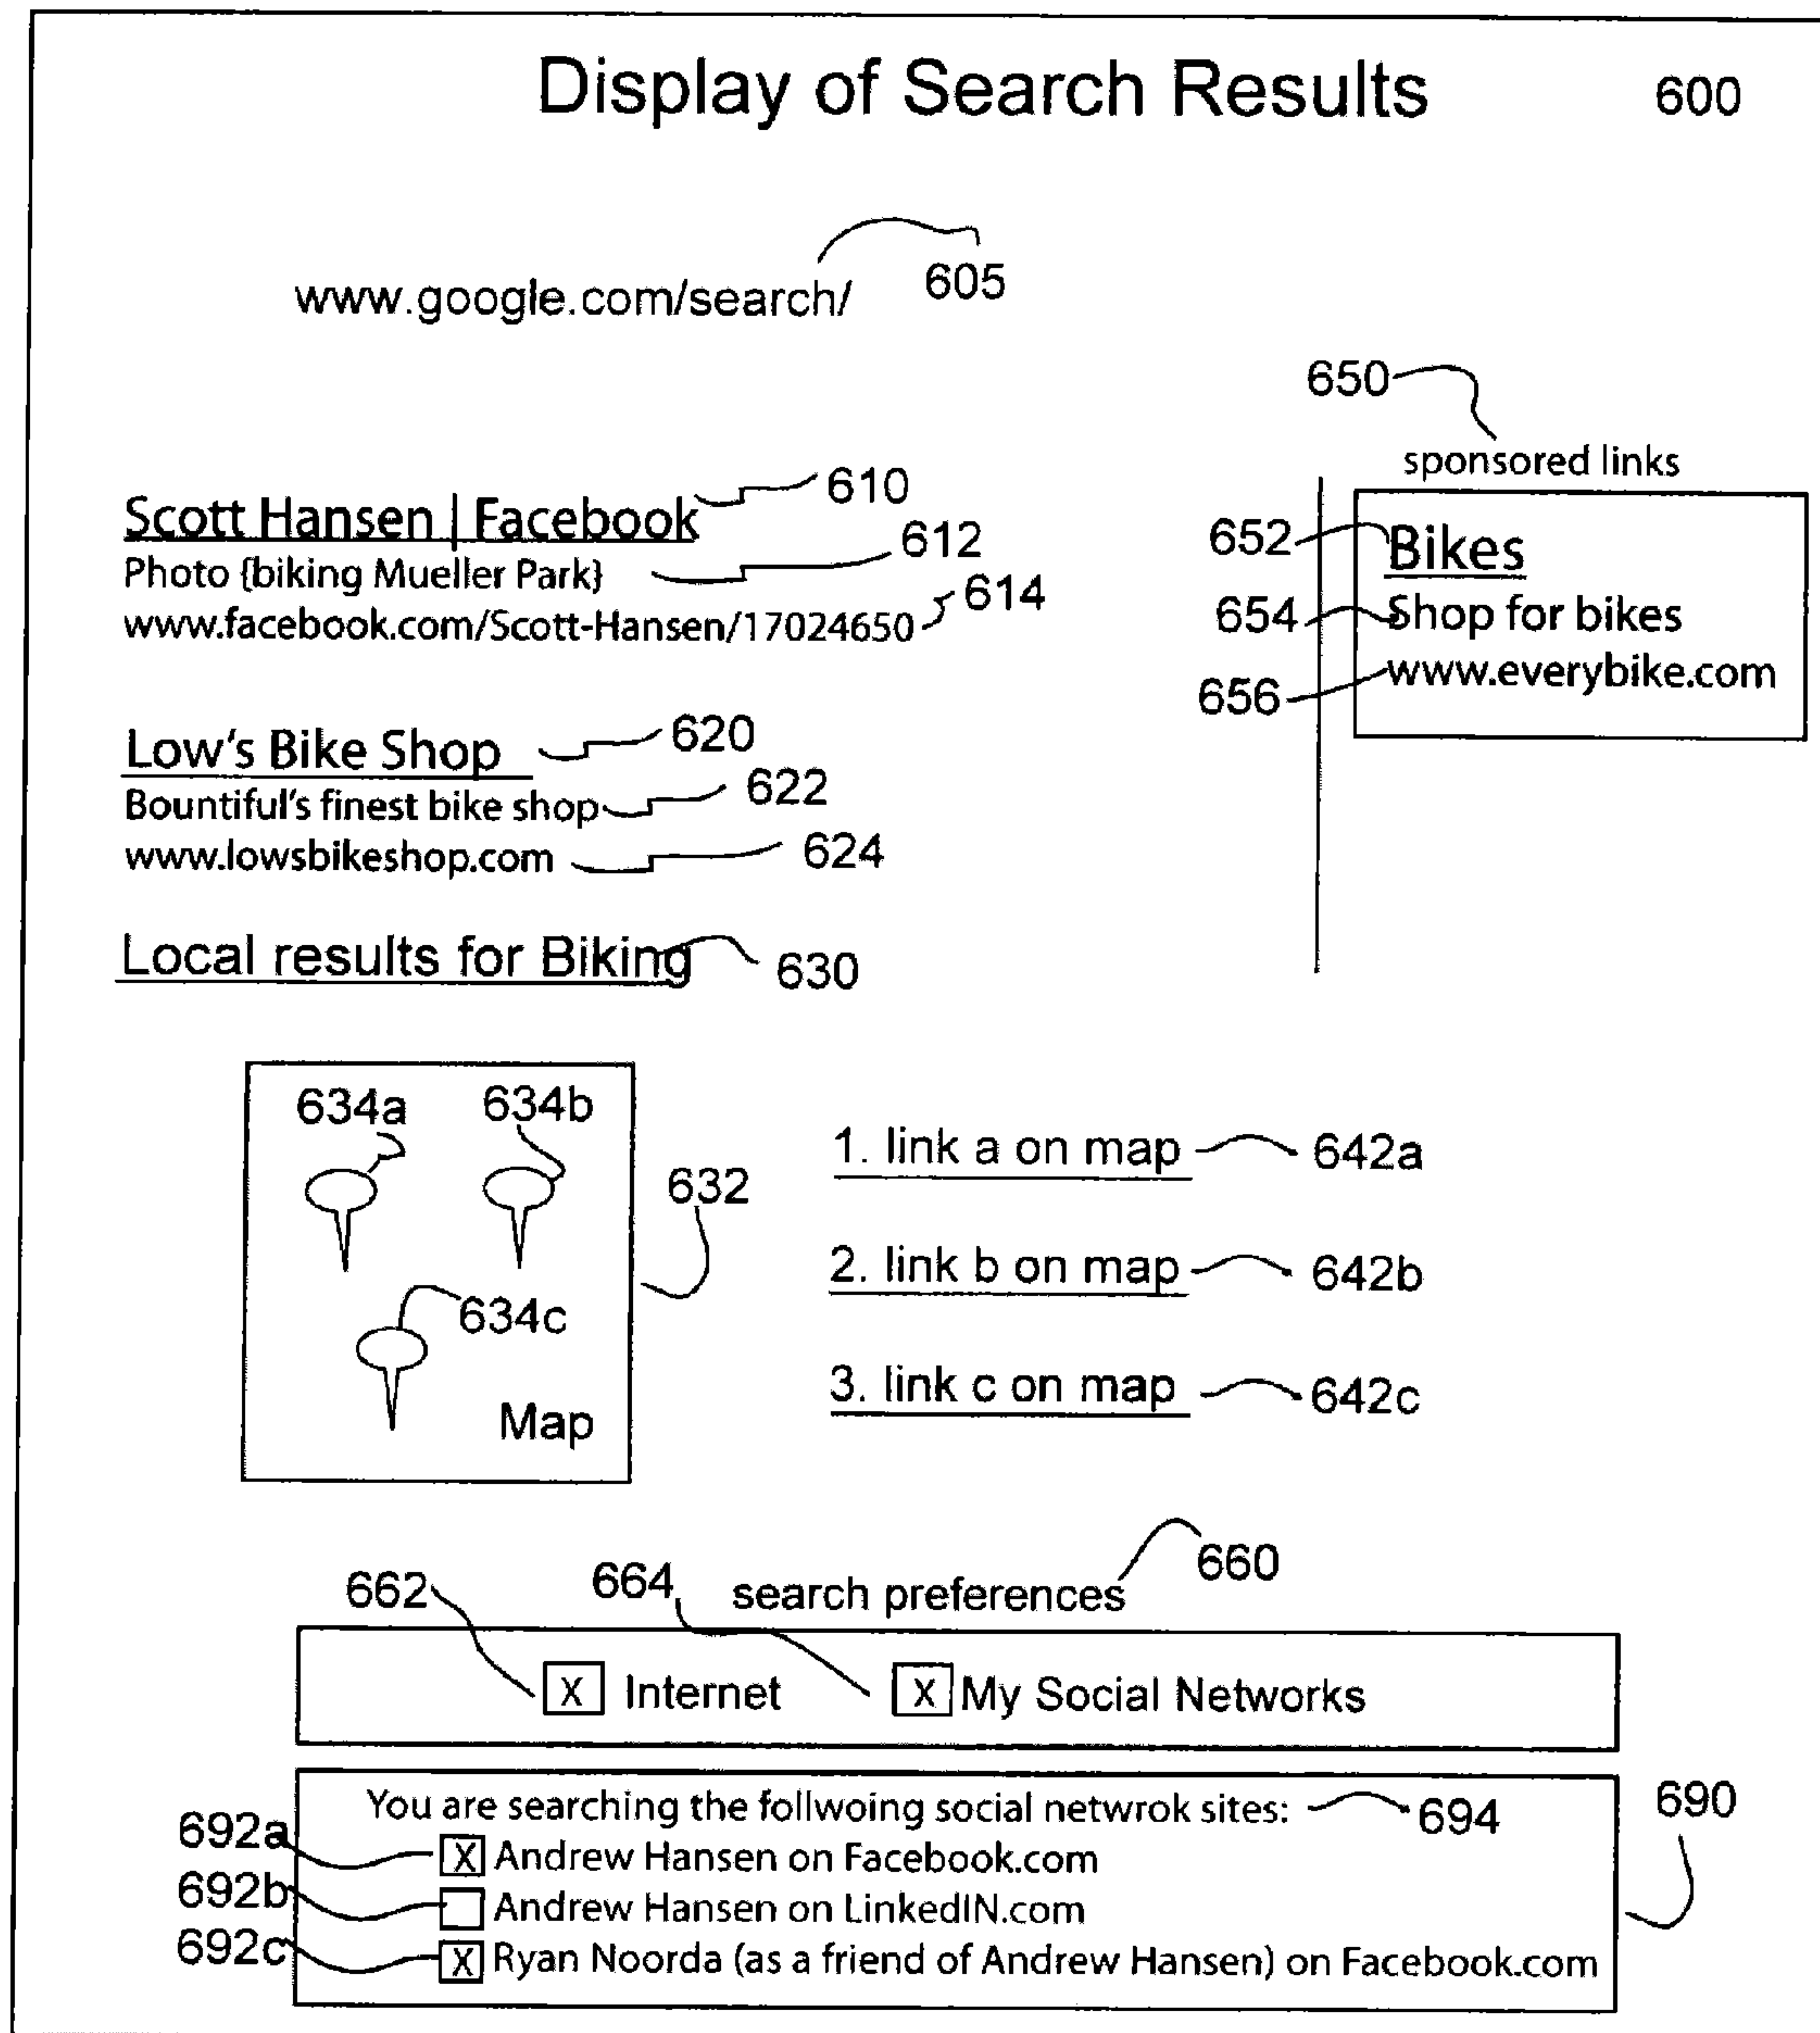 Display of Search Results 600
605
www.google.com/search/
650
sponsored links
Scott Hansen | Facebook 610
Photo {biking Mueller Park} 612
www.facebook.com/Scott-Hansen/17024650 614
652 Bikes
654 Shop for bikes
656 www.everybike.com
Low's Bike Shop 620
Bountiful's finest bike shop 622
www.lowsbikeshop.com 624
Local results for Biking 630
634a 634b
634c
Map
632
1. link a on map 642a
2. link b on map 642b
3. link c on map 642c
662 664 search preferences 660
X Internet X My Social Networks
You are searching the follwoing social netwrok sites: 694 690
692a X Andrew Hansen on Facebook.com
692b Andrew Hansen on LinkedIN.com
692c X Ryan Noorda (as a friend of Andrew Hansen) on Facebook.com